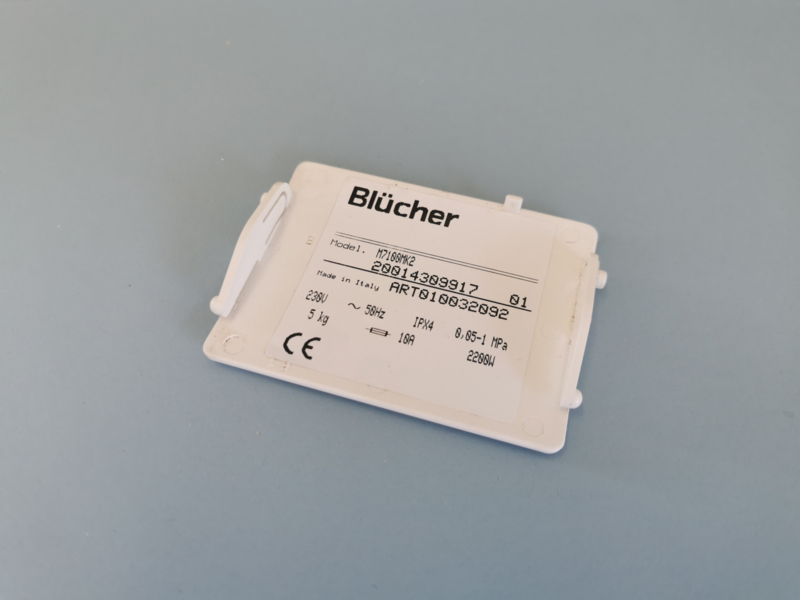 Blücher
Model. M7100MK2
20014309917 01
Made in Italy ART010032092
230V ~ 50Hz IPX4 0,05-1 MPa
5 kg 10A 2200W
CE